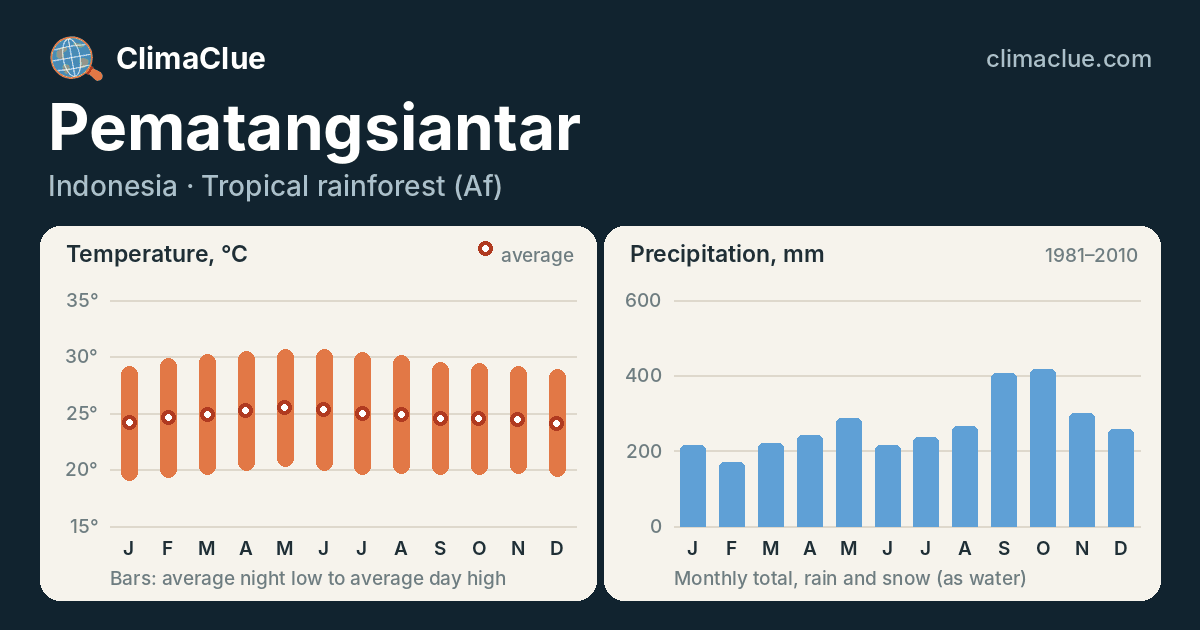 ClimaClue
climaclue.com
Pematangsiantar
Indonesia · Tropical rainforest (Af)
Temperature, °C
average
35°
30°
25°
20°
15°
J F M A M J J A S O N D
Bars: average night low to average day high
Precipitation, mm
1981–2010
600
400
200
0
J F M A M J J A S O N D
Monthly total, rain and snow (as water)